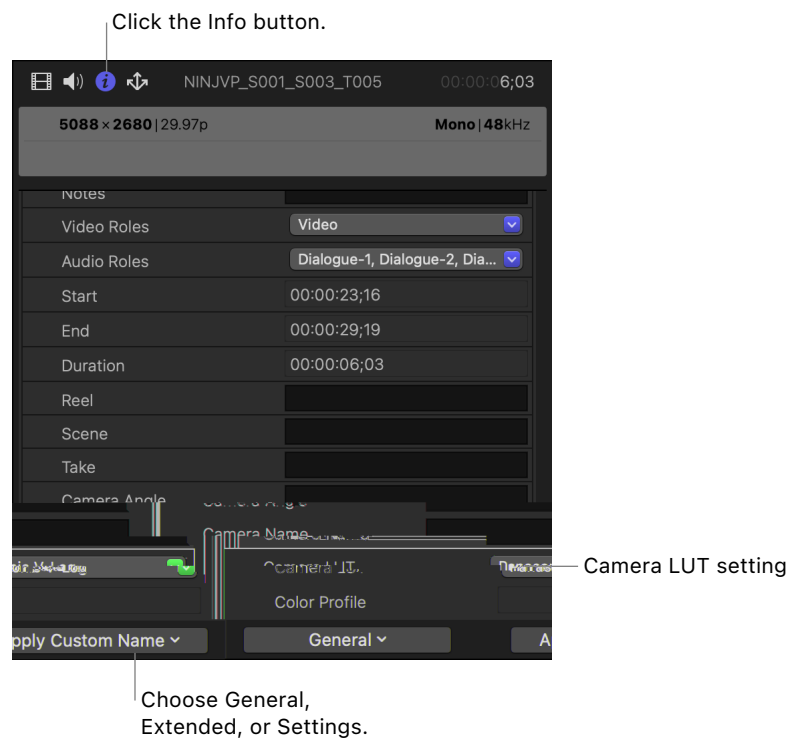 Click the Info button.
NINJVP_S001_S003_T005 00:00:06;03
5088 × 2680 | 29.97p Mono | 48kHz
Notes
Video Roles Video
Audio Roles Dialogue-1, Dialogue-2, Dia...
Start 00:00:23;16
End 00:00:29;19
Duration 00:00:06;03
Reel
Scene
Take
Camera Angle
Camera Name
Camera LUT setting
Color Profile
pply Custom Name General A
Choose General,
Extended, or Settings.